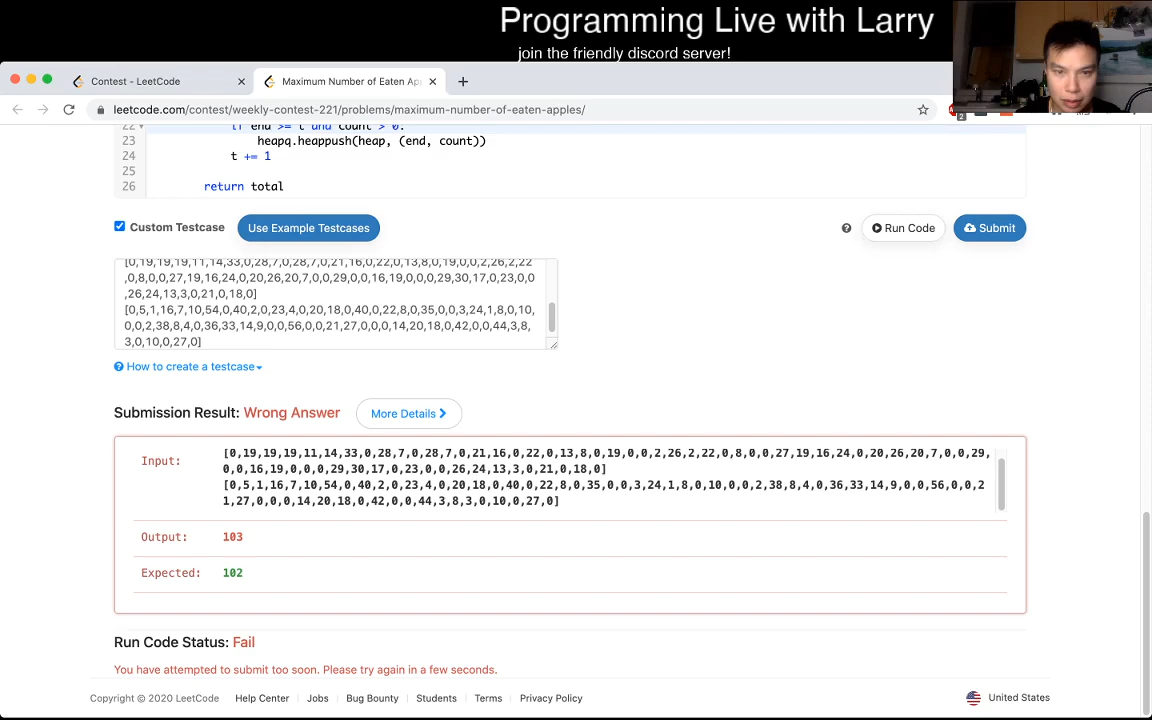 Programming Live with Larry
join the friendly discord server!
Contest - LeetCode
Maximum Number of Eaten Ap
leetcode.com/contest/weekly-contest-221/problems/maximum-number-of-eaten-apples/
22 if end >= t and count > 0:
23 heapq.heappush(heap, (end, count))
24 t += 1
25
26 return total
Custom Testcase Use Example Testcases Run Code Submit
[0,19,19,19,11,14,33,0,28,7,0,28,7,0,21,16,0,22,0,13,8,0,19,0,0,2,26,2,22
,0,8,0,0,27,19,16,24,0,20,26,20,7,0,0,29,0,0,16,19,0,0,0,29,30,17,0,23,0,0
,26,24,13,3,0,21,0,18,0]
[0,5,1,16,7,10,54,0,40,2,0,23,4,0,20,18,0,40,0,22,8,0,35,0,0,3,24,1,8,0,10,
0,0,2,38,8,4,0,36,33,14,9,0,0,56,0,0,21,27,0,0,0,14,20,18,0,42,0,0,44,3,8,
3,0,10,0,27,0]
How to create a testcase
Submission Result: Wrong Answer More Details
Input: [0,19,19,19,11,14,33,0,28,7,0,28,7,0,21,16,0,22,0,13,8,0,19,0,0,2,26,2,22,0,8,0,0,27,19,16,24,0,20,26,20,7,0,0,29,
0,0,16,19,0,0,0,29,30,17,0,23,0,0,26,24,13,3,0,21,0,18,0]
[0,5,1,16,7,10,54,0,40,2,0,23,4,0,20,18,0,40,0,22,8,0,35,0,0,3,24,1,8,0,10,0,0,2,38,8,4,0,36,33,14,9,0,0,56,0,0,2
1,27,0,0,0,14,20,18,0,42,0,0,44,3,8,3,0,10,0,27,0]
Output: 103
Expected: 102
Run Code Status: Fail
You have attempted to submit too soon. Please try again in a few seconds.
Copyright © 2020 LeetCode Help Center Jobs Bug Bounty Students Terms Privacy Policy United States